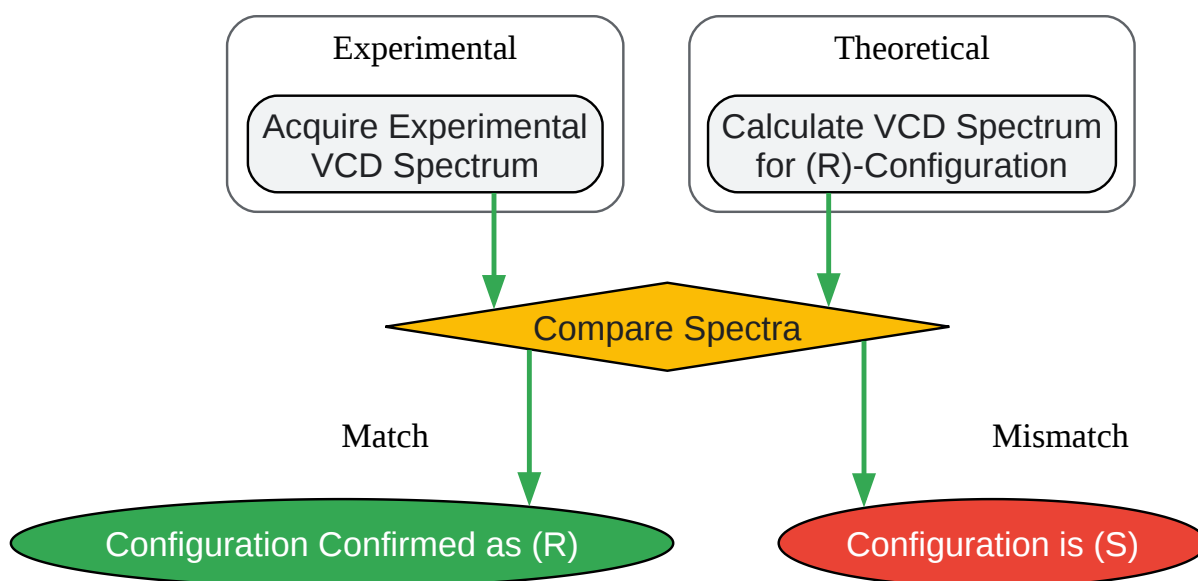 Experimental
Theoretical
Acquire Experimental
VCD Spectrum
Calculate VCD Spectrum
for (R)-Configuration
Compare Spectra
Match
Mismatch
Configuration Confirmed as (R)
Configuration is (S)